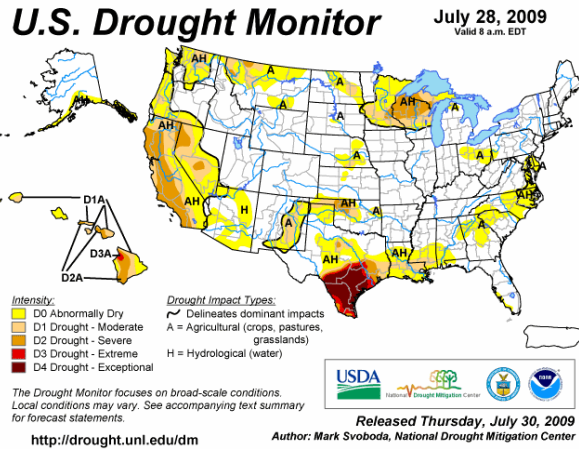 U.S. Drought Monitor
July 28, 2009
Valid 8 a.m. EDT
AH
A
A
A
AH
A
A
AH
A
A
A
AH
AH
H
A
AH
A
A
AH
AH
AH
D1A
D3A
D2A
Intensity:
D0 Abnormally Dry
D1 Drought - Moderate
D2 Drought - Severe
D3 Drought - Extreme
D4 Drought - Exceptional
Drought Impact Types:
Delineates dominant impacts
A = Agricultural (crops, pastures,
grasslands)
H = Hydrological (water)
The Drought Monitor focuses on broad-scale conditions.
Local conditions may vary. See accompanying text summary
for forecast statements.
http://drought.unl.edu/dm
USDA
National Drought Mitigation Center
Released Thursday, July 30, 2009
Author: Mark Svoboda, National Drought Mitigation Center